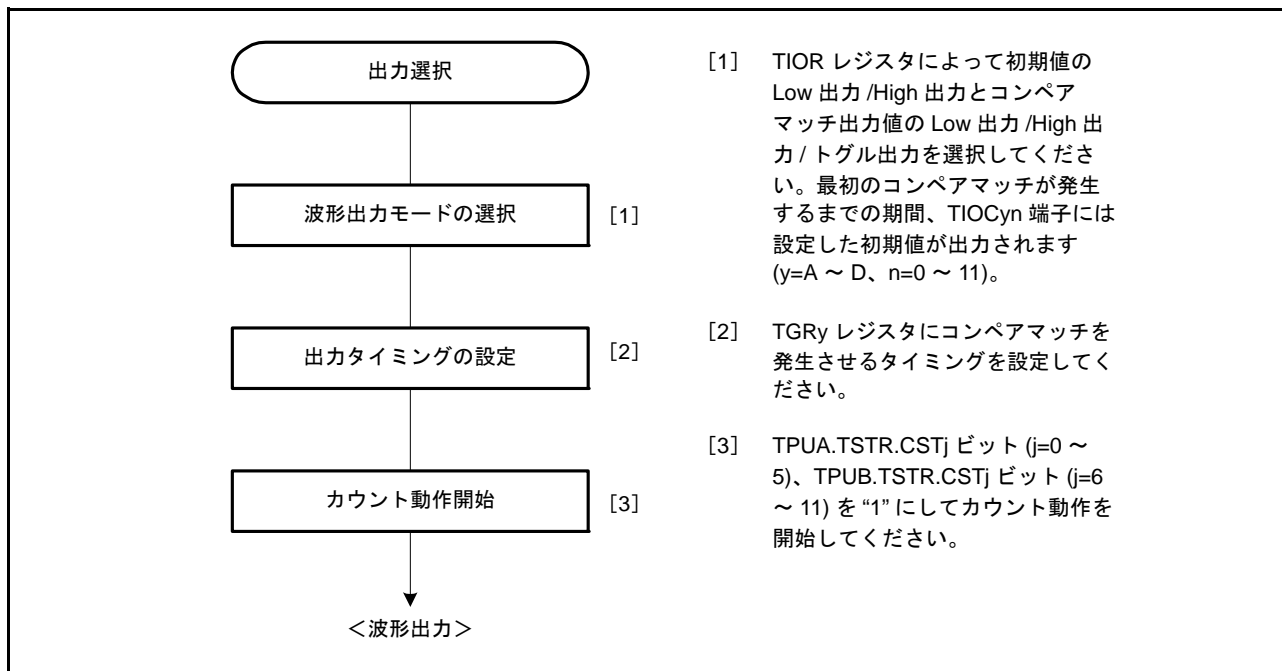 出力選択
波形出力モードの選択
[1]
出力タイミングの設定
[2]
カウント動作開始
[3]
＜波形出力＞
[1] TIOR レジスタによって初期値の
Low 出力 /High 出力とコンペア
マッチ出力値の Low 出力 /High 出
力 / トグル出力を選択してくださ
い。最初のコンペアマッチが発生
するまでの期間、TIOCyn 端子には
設定した初期値が出力されます
(y=A ～ D、n=0 ～ 11)。
[2] TGRy レジスタにコンペアマッチを
発生させるタイミングを設定してく
ださい。
[3] TPUA.TSTR.CSTj ビット (j=0 ～
5)、TPUB.TSTR.CSTj ビット (j=6
～ 11) を “1” にしてカウント動作を
開始してください。